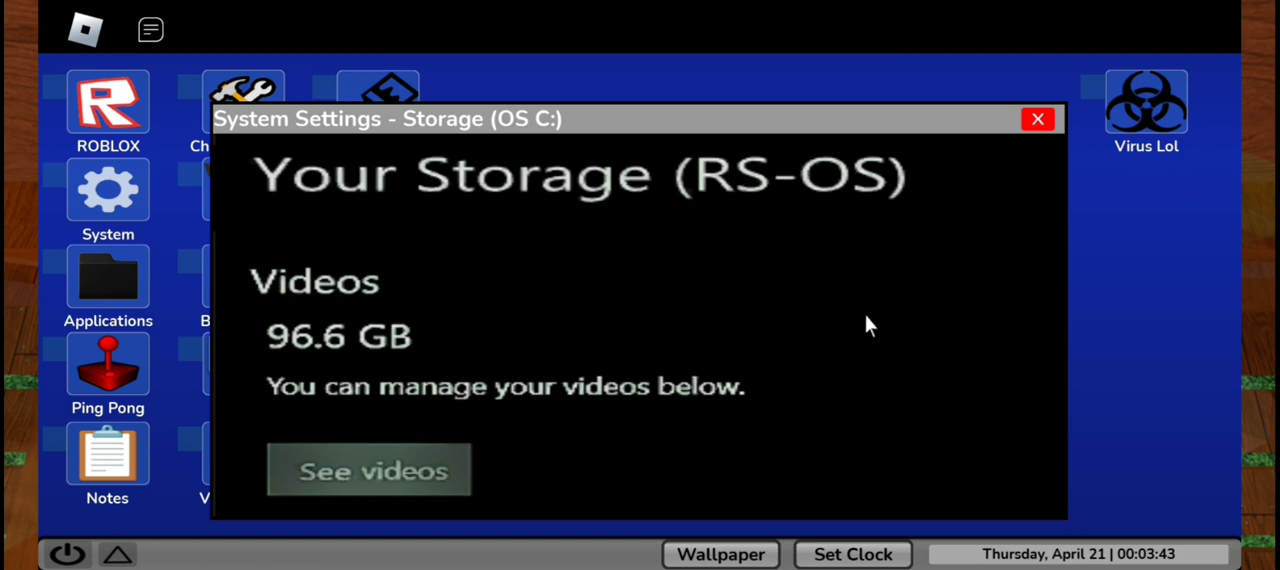 System Settings - Storage (OS C:)
X
Your Storage (RS-OS)
Videos
96.6 GB
You can manage your videos below.
See videos
R
ROBLOX
Ch
System
Applications
B
Ping Pong
Notes
V
Virus Lol
Wallpaper
Set Clock
Thursday, April 21 | 00:03:43